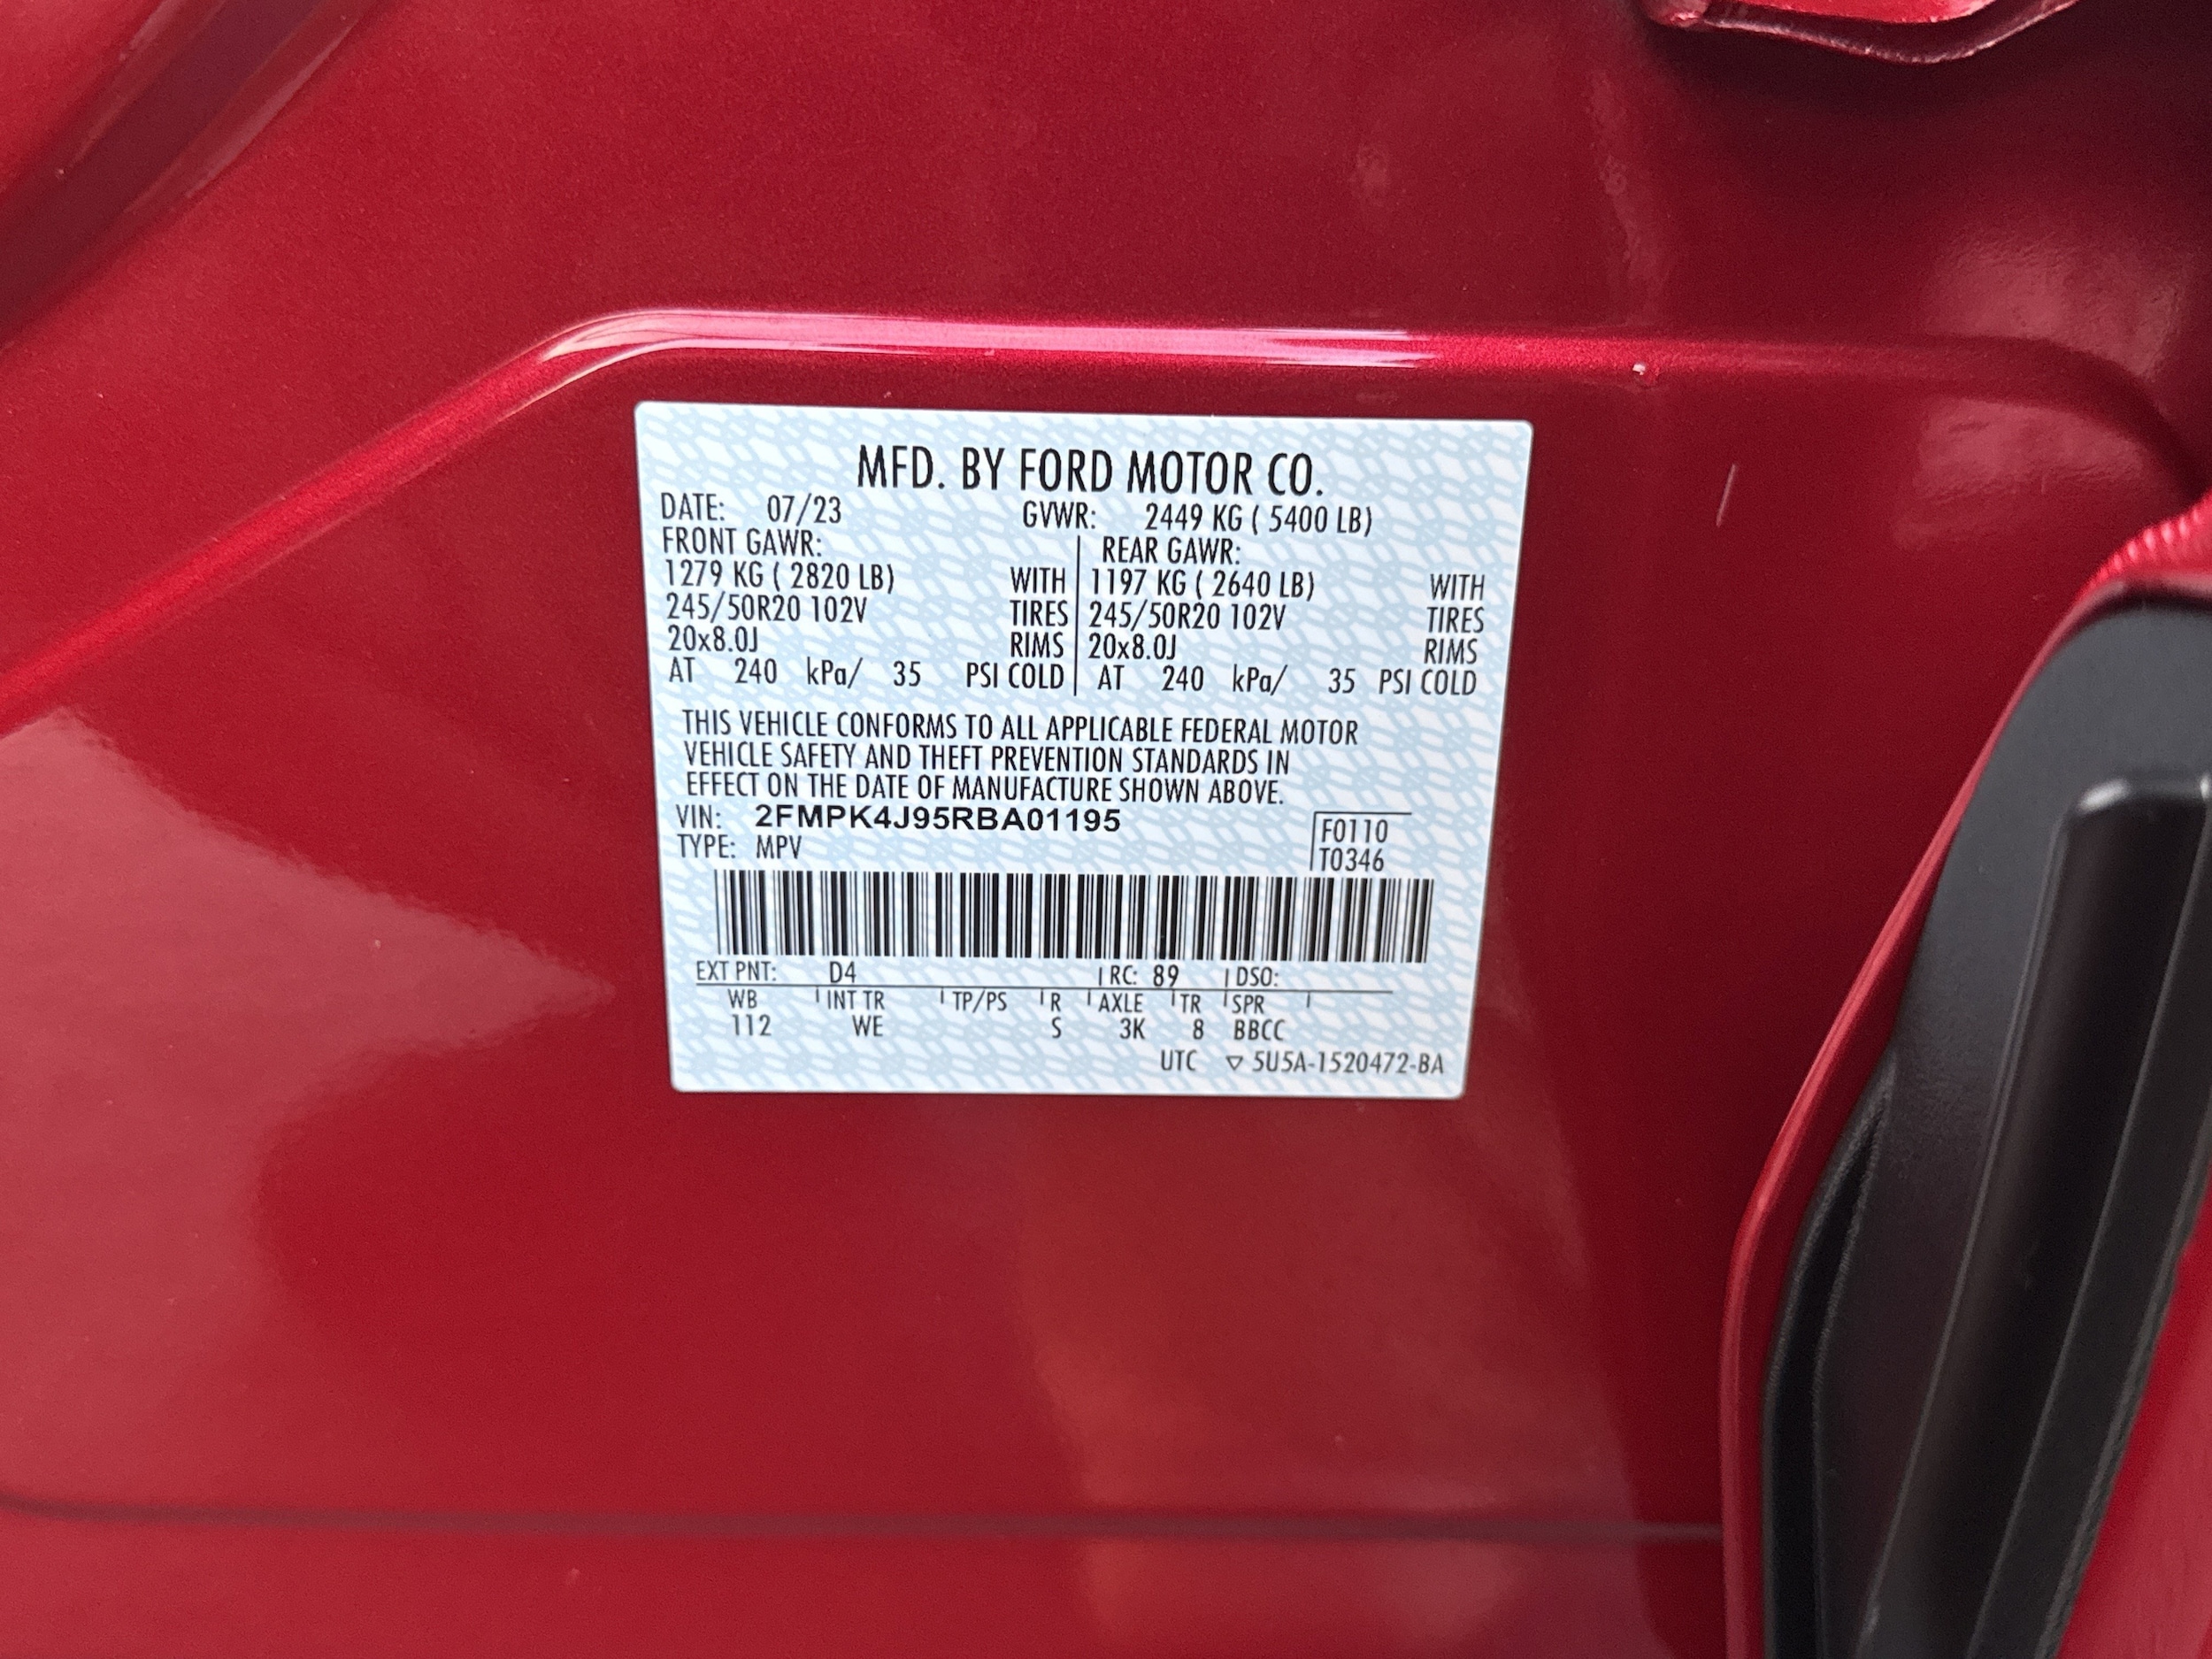 MFD. BY FORD MOTOR CO.
DATE: 07/23 GVWR: 2449 KG ( 5400 LB)
FRONT GAWR: REAR GAWR:
1279 KG ( 2820 LB) WITH 1197 KG ( 2640 LB) WITH
245/50R20 102V TIRES 245/50R20 102V TIRES
20x8.0J RIMS 20x8.0J RIMS
AT 240 kPa/ 35 PSI COLD AT 240 kPa/ 35 PSI COLD
THIS VEHICLE CONFORMS TO ALL APPLICABLE FEDERAL MOTOR
VEHICLE SAFETY AND THEFT PREVENTION STANDARDS IN
EFFECT ON THE DATE OF MANUFACTURE SHOWN ABOVE.
VIN: 2FMPK4J95RBA01195 F0110
TYPE: MPV T0346
EXT PNT: D4 RC: 89 DSO:
WB INT TR TP/PS R AXLE TR SPR
112 WE S 3K 8 BBCC
UTC ▽ 5U5A-1520472-BA